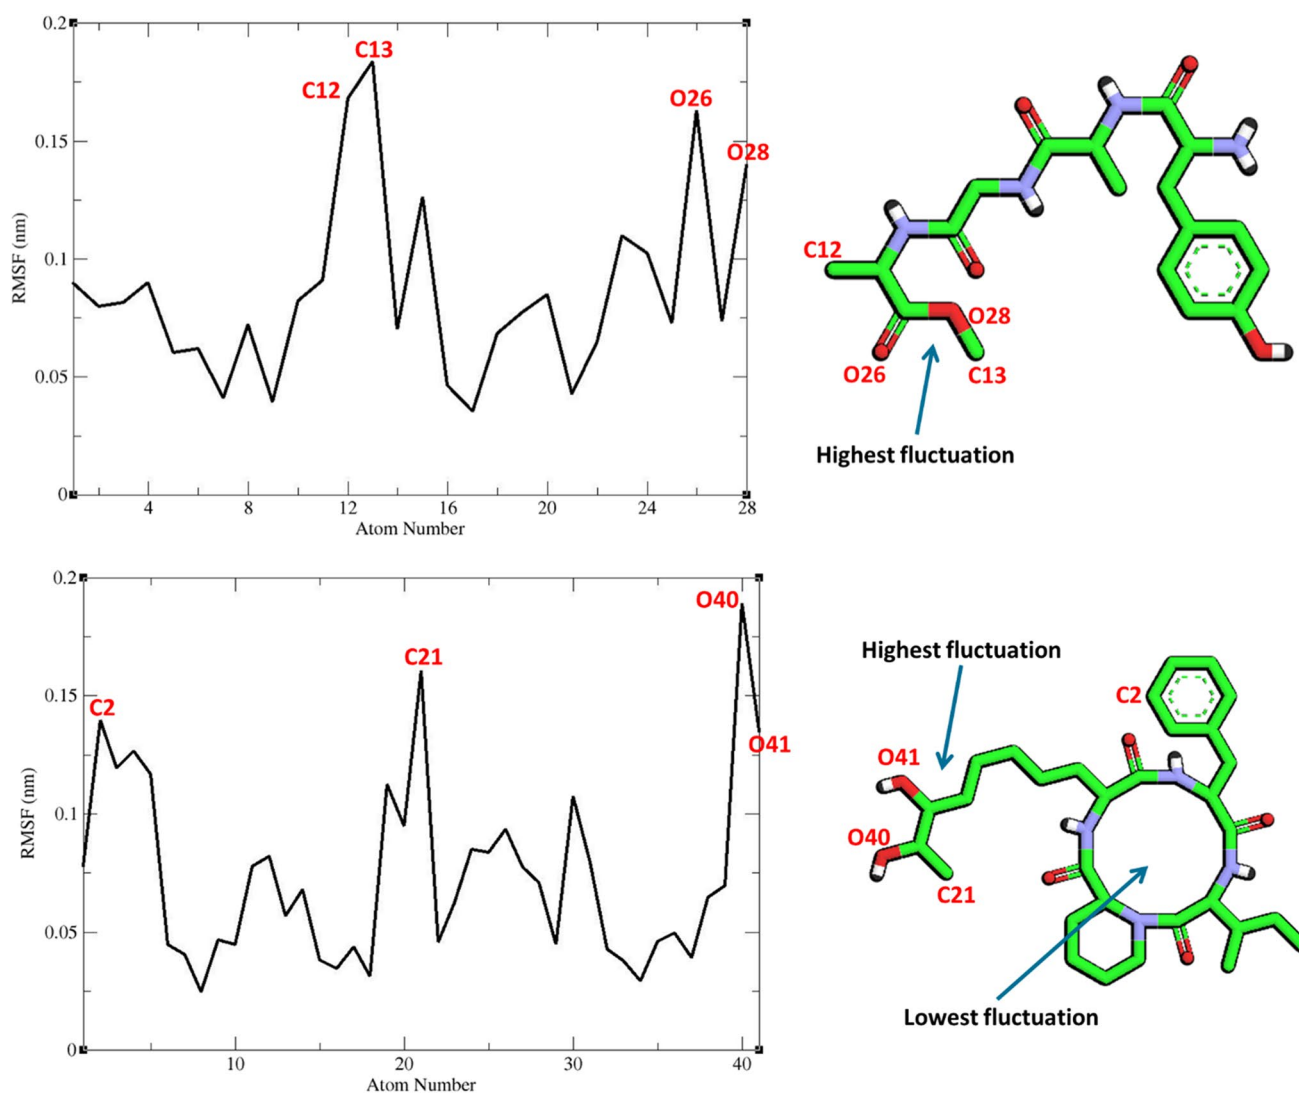 0.2
0.15
0.1
0.05
0
RMSF (nm)
C12
C13
O26
O28
4
8
12
16
20
24
28
Atom Number
C12
O28
O26
C13
Highest fluctuation
0.2
0.15
0.1
0.05
0
RMSF (nm)
C2
C21
O40
O41
10
20
30
40
Atom Number
Highest fluctuation
C2
O41
O40
C21
Lowest fluctuation